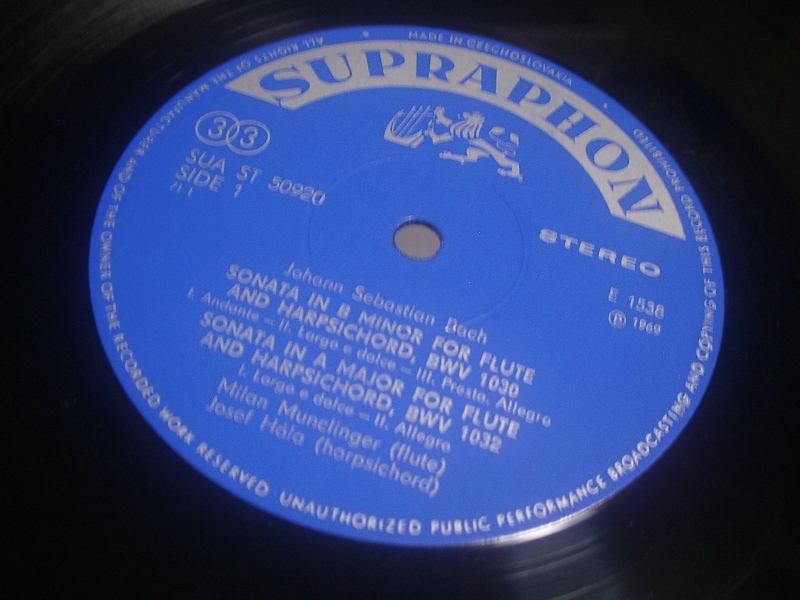 ALL RIGHTS OF THE MANUFACTURER AND OF THE OWNER OF THE RECORDED WORK RESERVED UNAUTHORIZED PUBLIC PERFORMANCE BROADCASTING AND COPYING OF THIS RECORD PROHIBITED
MADE IN CZECHOSLOVAKIA
SUPRAPHON
33
SUA ST 50920
SIDE 1
STEREO
E 1538
Ⓟ 1969
Johann Sebastian Bach
SONATA IN B MINOR FOR FLUTE
AND HARPSICHORD, BWV 1030
I. Andante – II. Largo e dolce – III. Presto. Allegro
SONATA IN A MAJOR FOR FLUTE
AND HARPSICHORD, BWV 1032
I. Largo e dolce – II. Allegro
Milan Munclinger (flute)
Josef Hála (harpsichord)